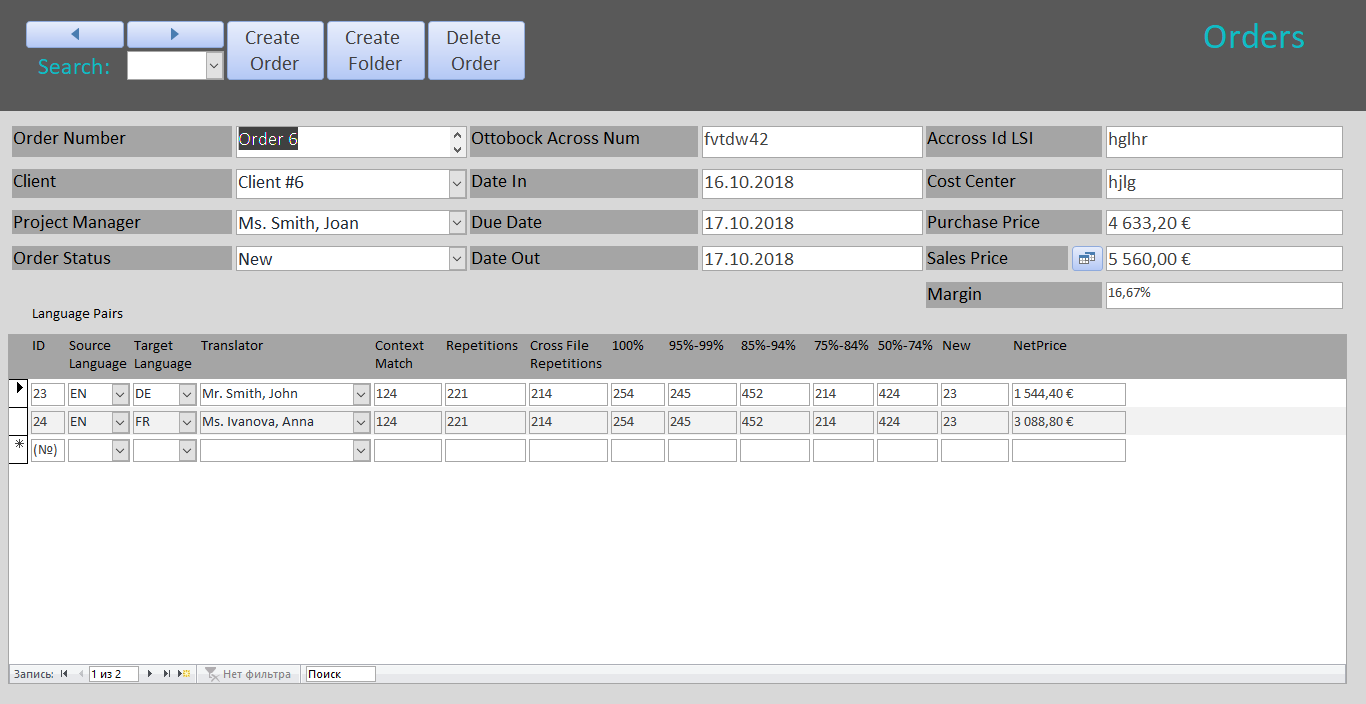 Create Order
Create Folder
Delete Order
Orders
Search:
Order Number Order 6 Ottobock Across Num fvtdw42 Accross Id LSI hglhr
Client Client #6 Date In 16.10.2018 Cost Center hjlg
Project Manager Ms. Smith, Joan Due Date 17.10.2018 Purchase Price 4 633,20 €
Order Status New Date Out 17.10.2018 Sales Price 5 560,00 €
Margin 16,67%
Language Pairs
ID Source Language Target Language Translator Context Match Repetitions Cross File Repetitions 100% 95%-99% 85%-94% 75%-84% 50%-74% New NetPrice
23 EN DE Mr. Smith, John 124 221 214 254 245 452 214 424 23 1 544,40 €
24 EN FR Ms. Ivanova, Anna 124 221 214 254 245 452 214 424 23 3 088,80 €
* (№)
Запись: 1 из 2 Нет фильтра Поиск